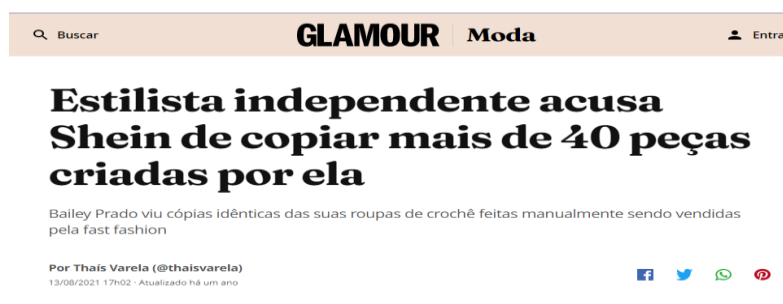 Buscar
GLAMOUR Moda
Entra
Estilista independente acusa
Shein de copiar mais de 40 peças
criadas por ela
Bailey Prado viu cópias idênticas das suas roupas de crochê feitas manualmente sendo vendidas
pela fast fashion
Por Thaís Varela (@thaisvarela)
13/08/2021 17h02 · Atualizado há um ano